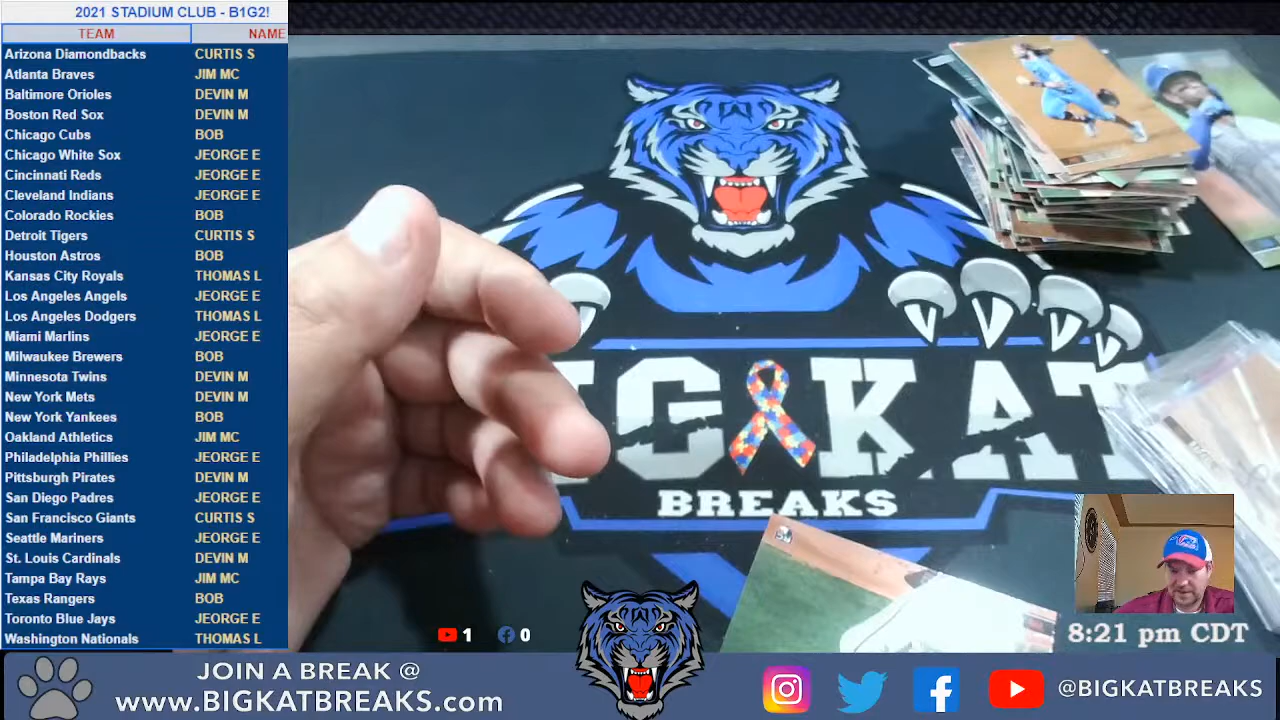 2021 STADIUM CLUB - B1G2!
TEAM NAME
Arizona Diamondbacks CURTIS S
Atlanta Braves JIM MC
Baltimore Orioles DEVIN M
Boston Red Sox DEVIN M
Chicago Cubs BOB
Chicago White Sox JEORGE E
Cincinnati Reds JEORGE E
Cleveland Indians JEORGE E
Colorado Rockies BOB
Detroit Tigers CURTIS S
Houston Astros BOB
Kansas City Royals THOMAS L
Los Angeles Angels JEORGE E
Los Angeles Dodgers THOMAS L
Miami Marlins JEORGE E
Milwaukee Brewers BOB
Minnesota Twins DEVIN M
New York Mets DEVIN M
New York Yankees BOB
Oakland Athletics JIM MC
Philadelphia Phillies JEORGE E
Pittsburgh Pirates DEVIN M
San Diego Padres JEORGE E
San Francisco Giants CURTIS S
Seattle Mariners JEORGE E
St. Louis Cardinals DEVIN M
Tampa Bay Rays JIM MC
Texas Rangers BOB
Toronto Blue Jays JEORGE E
Washington Nationals THOMAS L
IG KAT
BREAKS
1 0
8:21 pm CDT
JOIN A BREAK @
www.BIGKATBREAKS.com
@BIGKATBREAKS